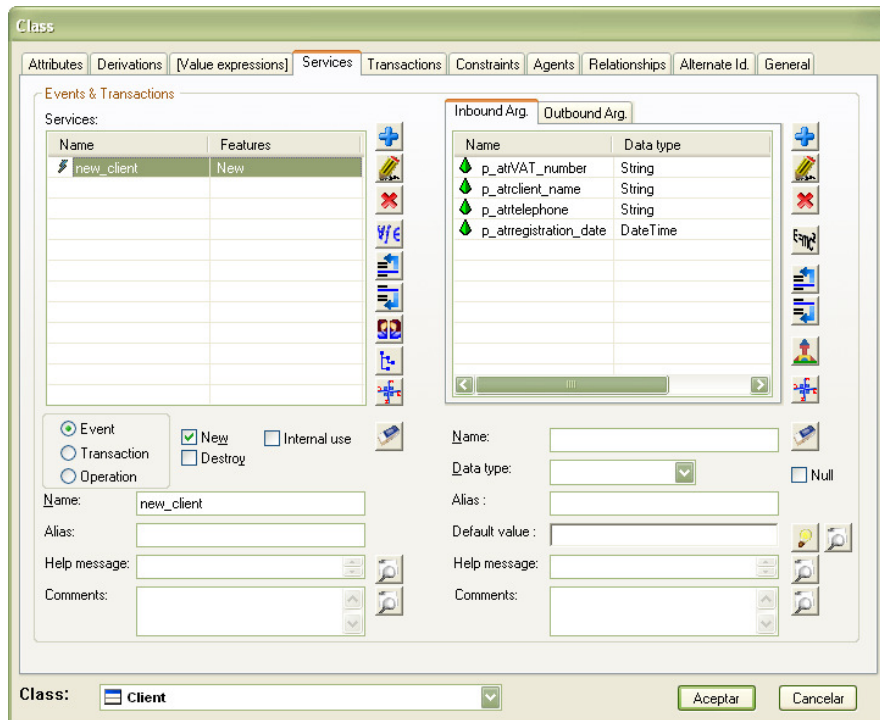 Class
Attributes Derivations [Value expressions] Services Transactions Constraints Agents Relationships Alternate Id. General
Events & Transactions
Services:
Name Features
new_client New
Event
Transaction
Operation
New
Destroy
Internal use
Name: new_client
Alias:
Help message:
Comments:
Inbound Arg. Outbound Arg.
Name Data type
p_atrVAT_number String
p_atrclient_name String
p_atrtelephone String
p_atrregistration_date DateTime
E=mc²
Name:
Data type:
Null
Alias :
Default value :
Help message:
Comments:
Class: Client
Aceptar Cancelar